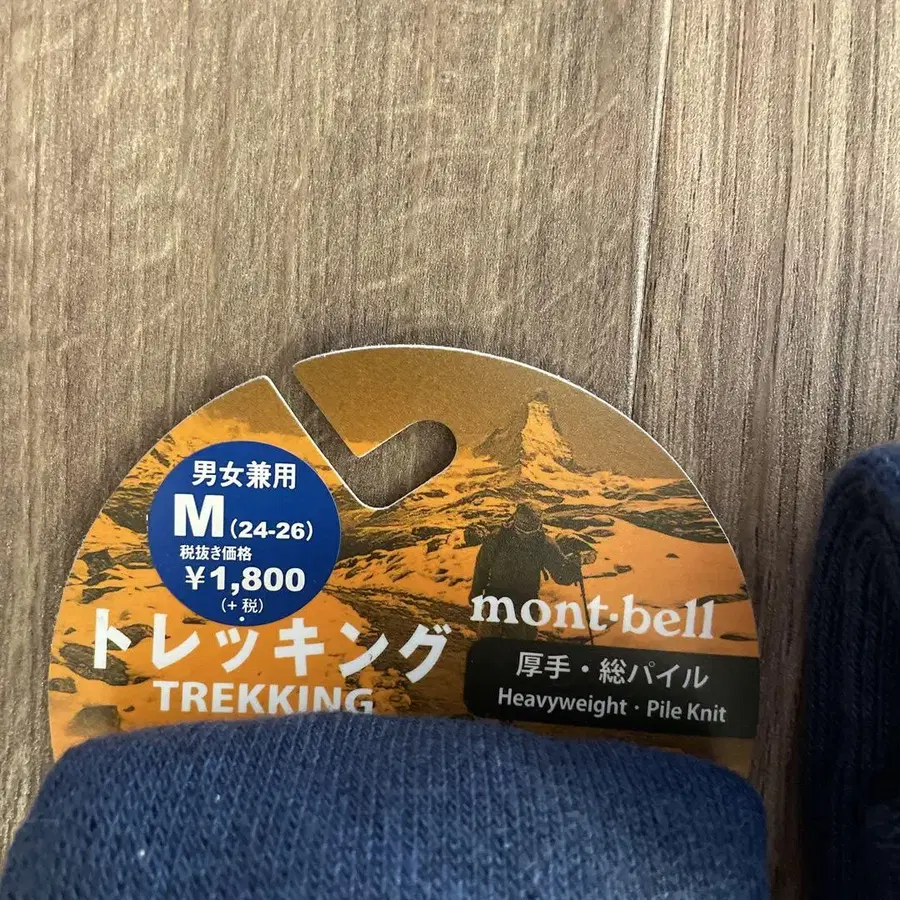 男女兼用
M(24-26)
税抜き価格
¥1,800
(+税)
トレッキング
TREKKING
mont·bell
厚手・総パイル
Heavyweight・Pile Knit